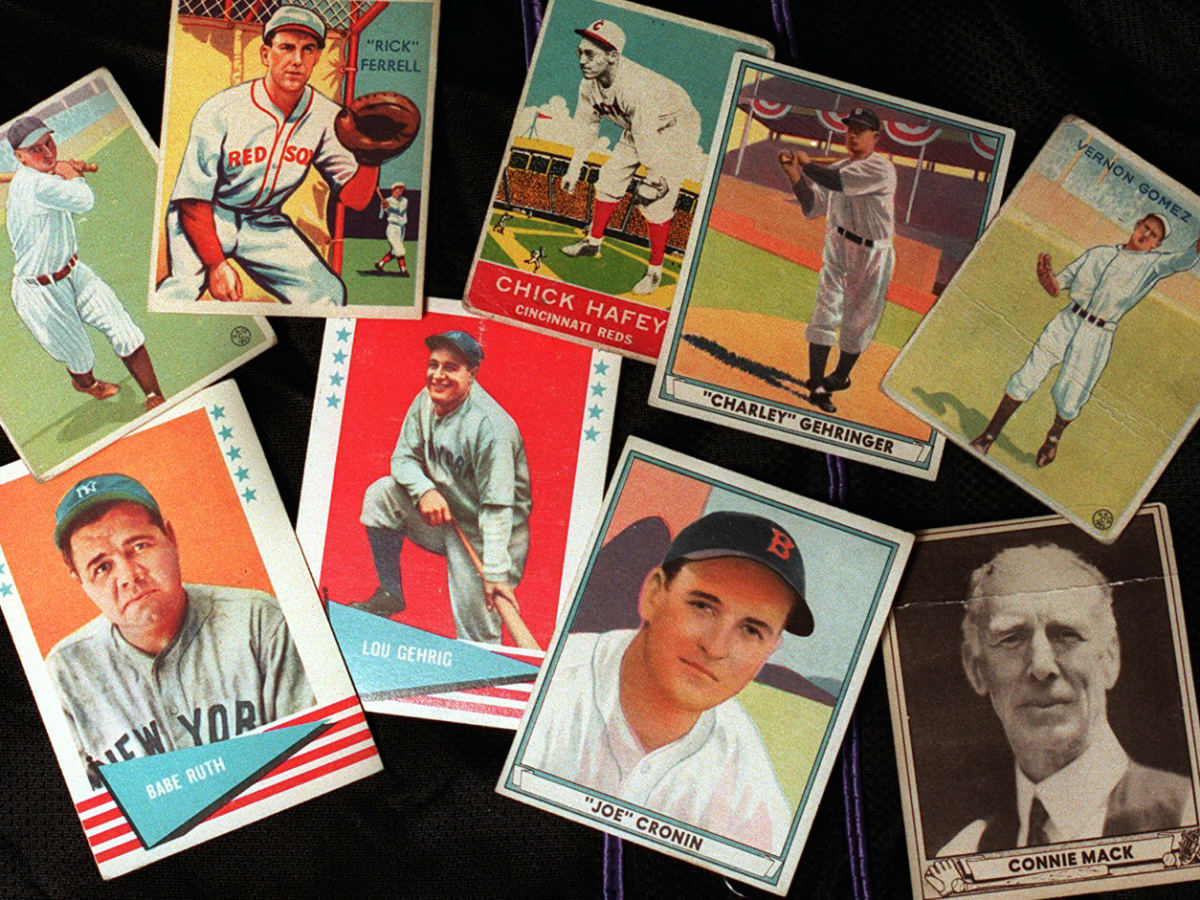 "RICK"
FERRELL
RED SOX
CHICK HAFEY
CINCINNATI REDS
"CHARLEY" GEHRINGER
VERNON GOMEZ
NY
NEW YORK
BABE RUTH
LOU GEHRIG
B
"JOE" CRONIN
CONNIE MACK
C